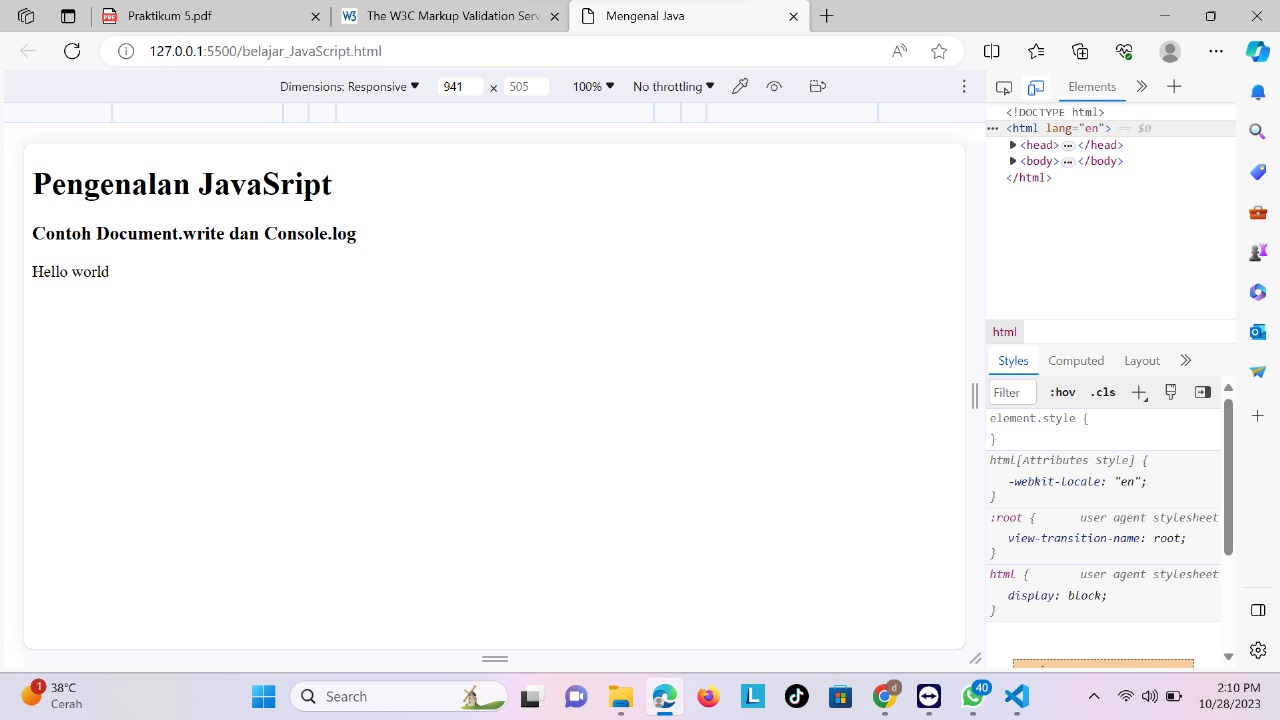 Praktikum 5.pdf
The W3C Markup Validation Serv
Mengenal Java
127.0.0.1:5500/belajar_JavaScript.html
Dimensions: Responsive
941 x 505
100%
No throttling
Elements
<!DOCTYPE html>
<html lang="en"> == $0
<head> </head>
<body> </body>
</html>
Pengenalan JavaSript
Contoh Document.write dan Console.log
Hello world
html
Styles Computed Layout
Filter :hov .cls
element.style {
}
html[Attributes Style] {
-webkit-locale: "en";
}
:root { user agent stylesheet
view-transition-name: root;
}
html { user agent stylesheet
display: block;
}
1
38°C
Cerah
Search
40
2:10 PM
10/28/2023